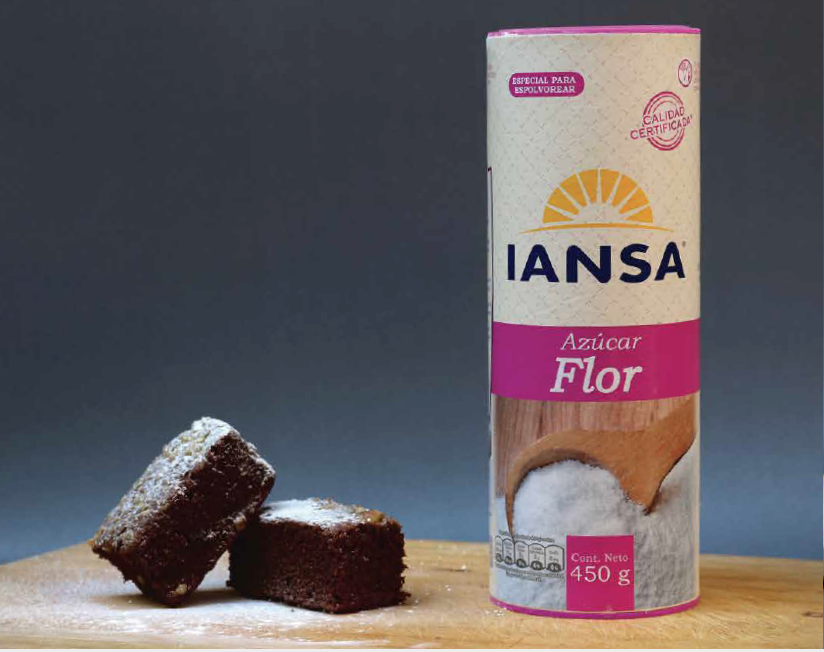 ESPECIAL PARA
ESPOLVOREAR
CALIDAD
CERTIFICADA
IANSA
Azúcar
Flor
Cont. Neto
450 g